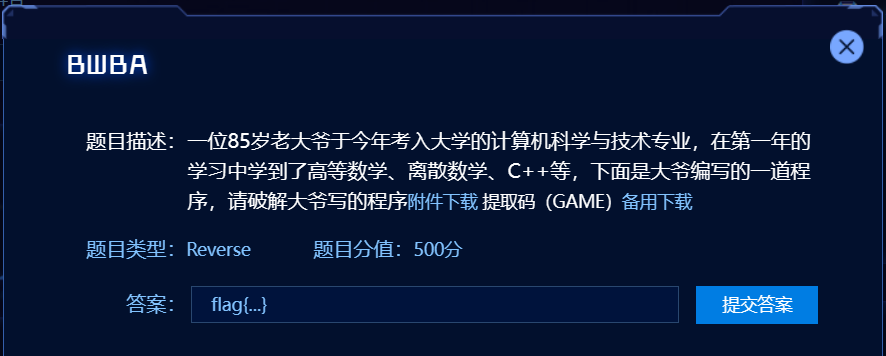 BWBA
题目描述：一位85岁老大爷于今年考入大学的计算机科学与技术专业，在第一年的
学习中学到了高等数学、离散数学、C++等，下面是大爷编写的一道程
序，请破解大爷写的程序附件下载 提取码（GAME）备用下载
题目类型：Reverse 题目分值：500分
答案： flag{...} 提交答案